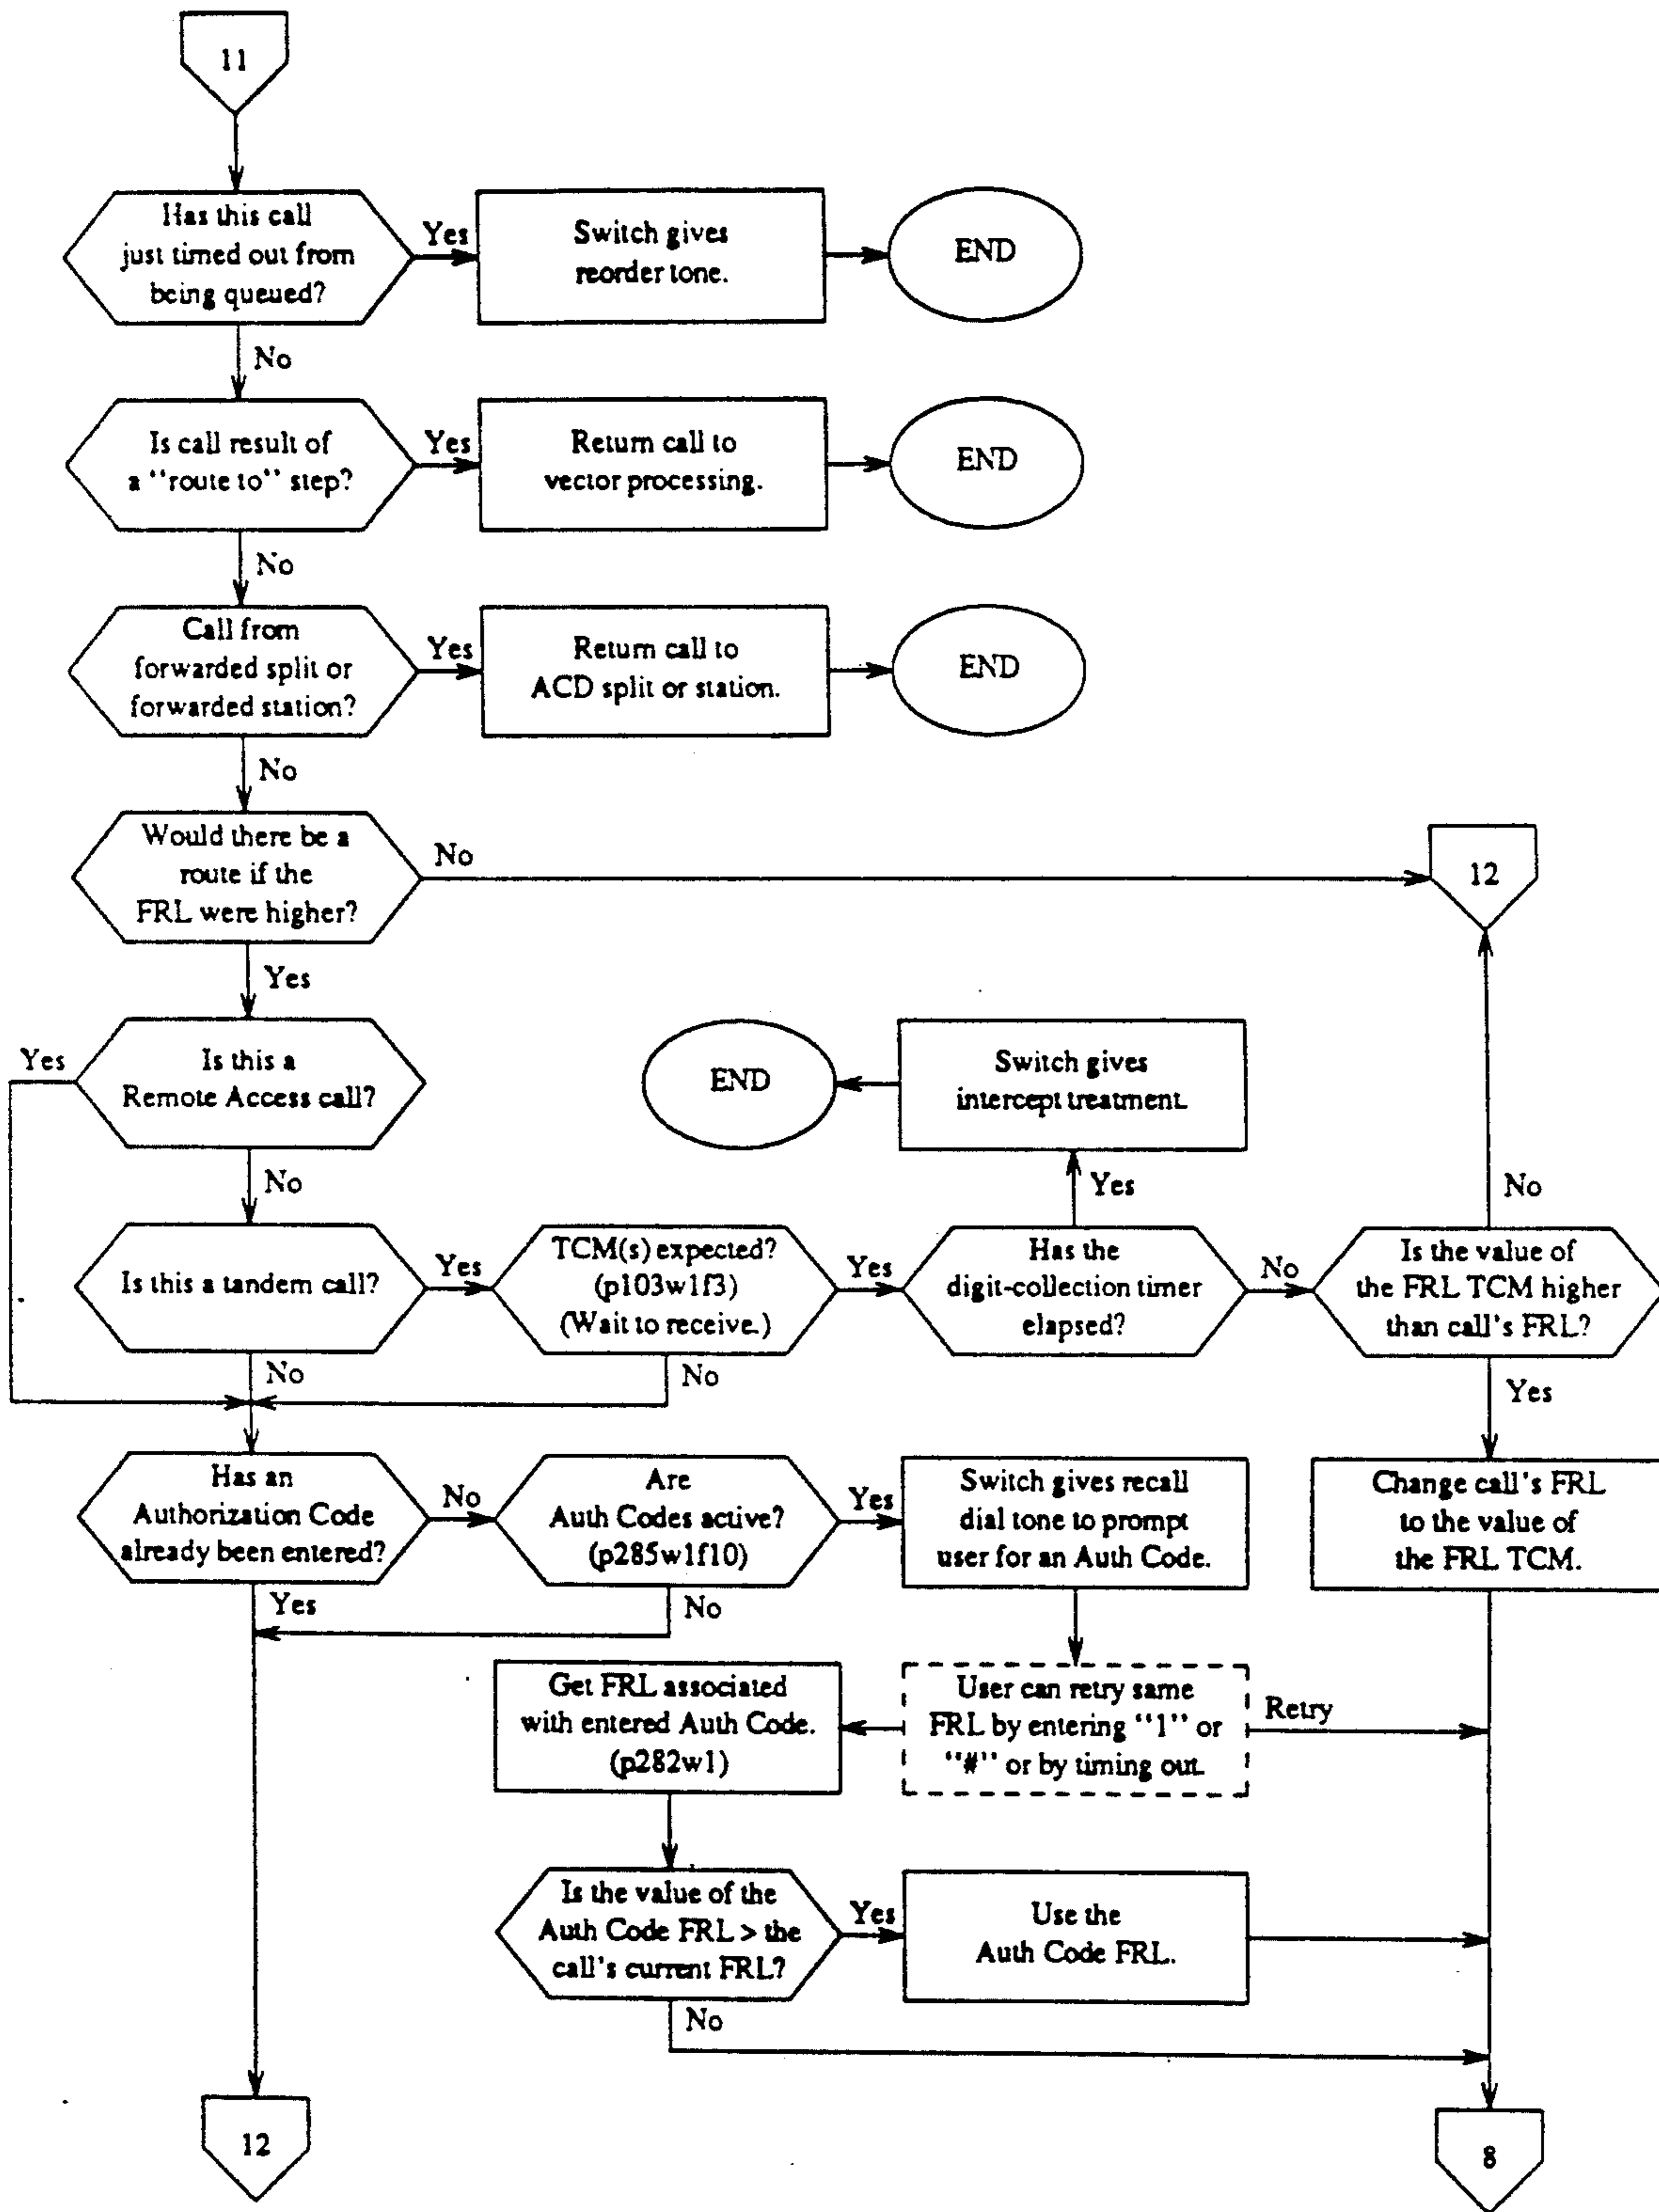 11
Has this call
just timed out from
being queued?
Yes
Switch gives
reorder tone.
END
No
Is call result of
a “route to” step?
Yes
Return call to
vector processing.
END
No
Call from
forwarded split or
forwarded station?
Yes
Return call to
ACD split or station.
END
No
Would there be a
route if the
FRL were higher?
No
12
Yes
Yes
Is this a
Remote Access call?
END
Switch gives
intercept treatment.
No
Yes
No
Is this a tandem call?
Yes
TCM(s) expected?
(p103w1f3)
(Wait to receive.)
Yes
Has the
digit-collection timer
elapsed?
No
Is the value of
the FRL TCM higher
than call's FRL?
No
No
Yes
Has an
Authorization Code
already been entered?
No
Are
Auth Codes active?
(p285w1f10)
Yes
Switch gives recall
dial tone to prompt
user for an Auth Code.
Change call's FRL
to the value of
the FRL TCM.
Yes
No
Get FRL associated
with entered Auth Code.
(p282w1)
User can retry same
FRL by entering “1” or
“#” or by timing out.
Retry
Is the value of the
Auth Code FRL > the
call's current FRL?
Yes
Use the
Auth Code FRL.
No
12
8